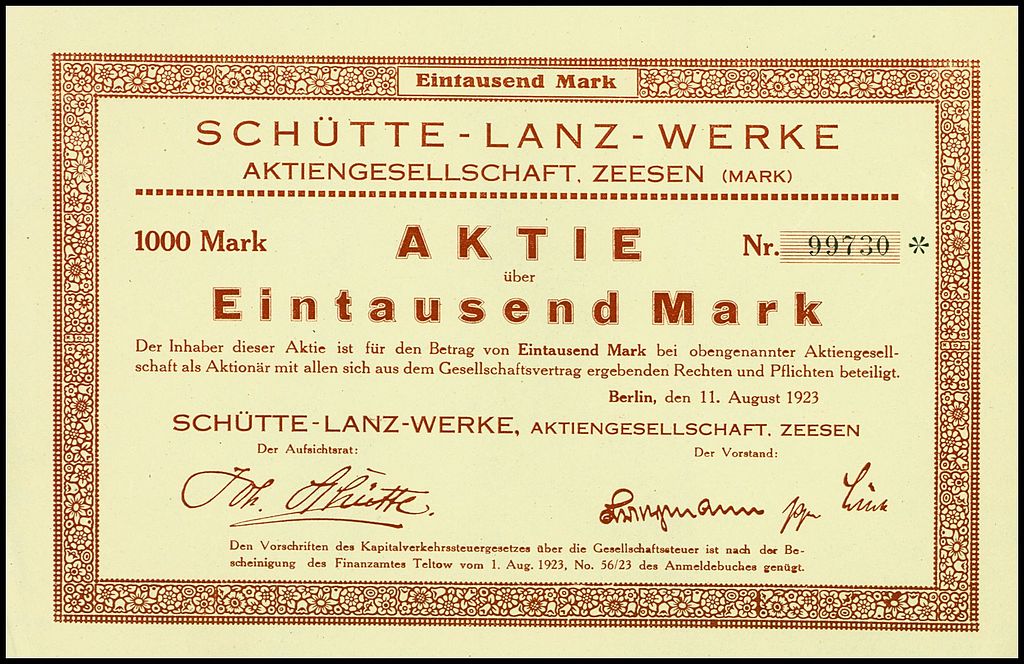 Eintausend Mark
SCHÜTTE-LANZ-WERKE
AKTIENGESELLSCHAFT, ZEESEN (MARK)
1000 Mark AKTIE Nr. 99730 *
über
Eintausend Mark
Der Inhaber dieser Aktie ist für den Betrag von Eintausend Mark bei obengenannter Aktiengesell-
schaft als Aktionär mit allen sich aus dem Gesellschaftsvertrag ergebenden Rechten und Pflichten beteiligt.
Berlin, den 11. August 1923
SCHÜTTE-LANZ-WERKE, AKTIENGESELLSCHAFT, ZEESEN
Der Aufsichtsrat: Der Vorstand:
Joh. Schütte. ppa
Den Vorschriften des Kapitalverkehrssteuergesetzes über die Gesellschaftsteuer ist nach der Be-
scheinigung des Finanzamtes Teltow vom 1. Aug. 1923, No. 56/23 des Anmeldebuches genügt.